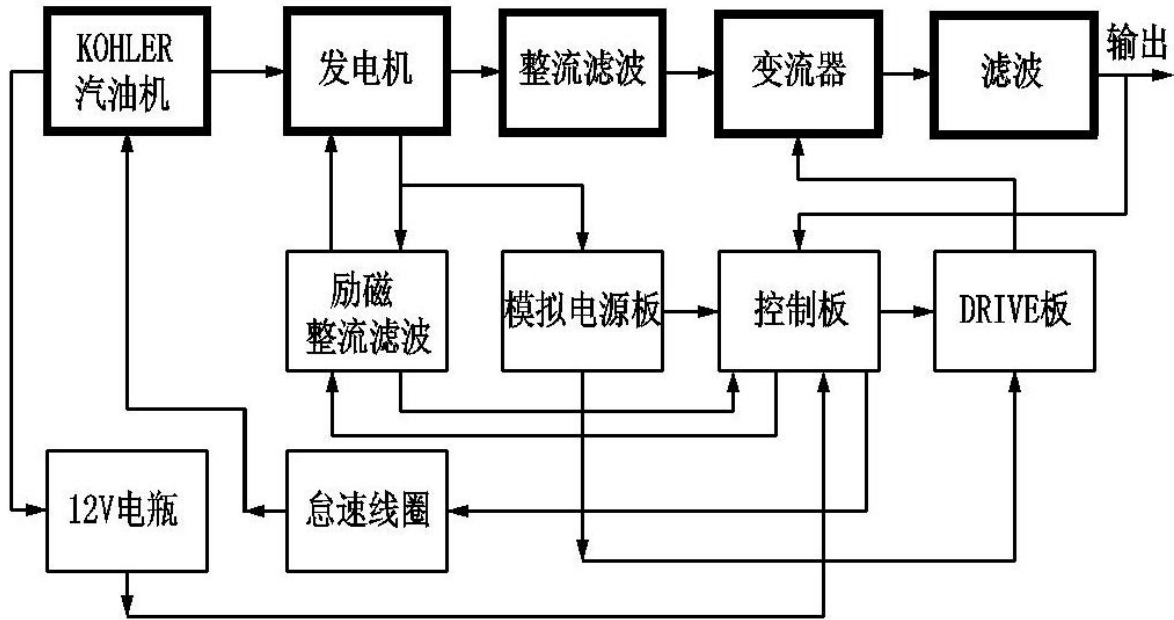 KOHLER
汽油机
发电机
整流滤波
变流器
滤波
输出
励磁
整流滤波
模拟电源板
控制板
DRIVE板
12V电瓶
怠速线圈